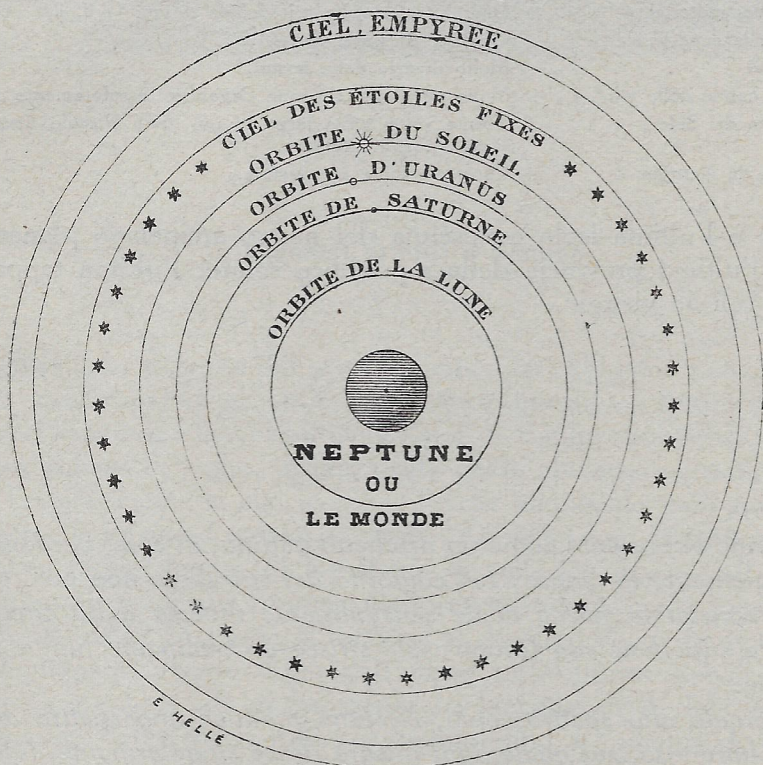 CIEL, EMPYRÉE
CIEL DES ÉTOILES FIXES
ORBITE DU SOLEIL
ORBITE D'URANUS
ORBITE DE SATURNE
ORBITE DE LA LUNE
NEPTUNE
OU
LE MONDE
E HELLÉ